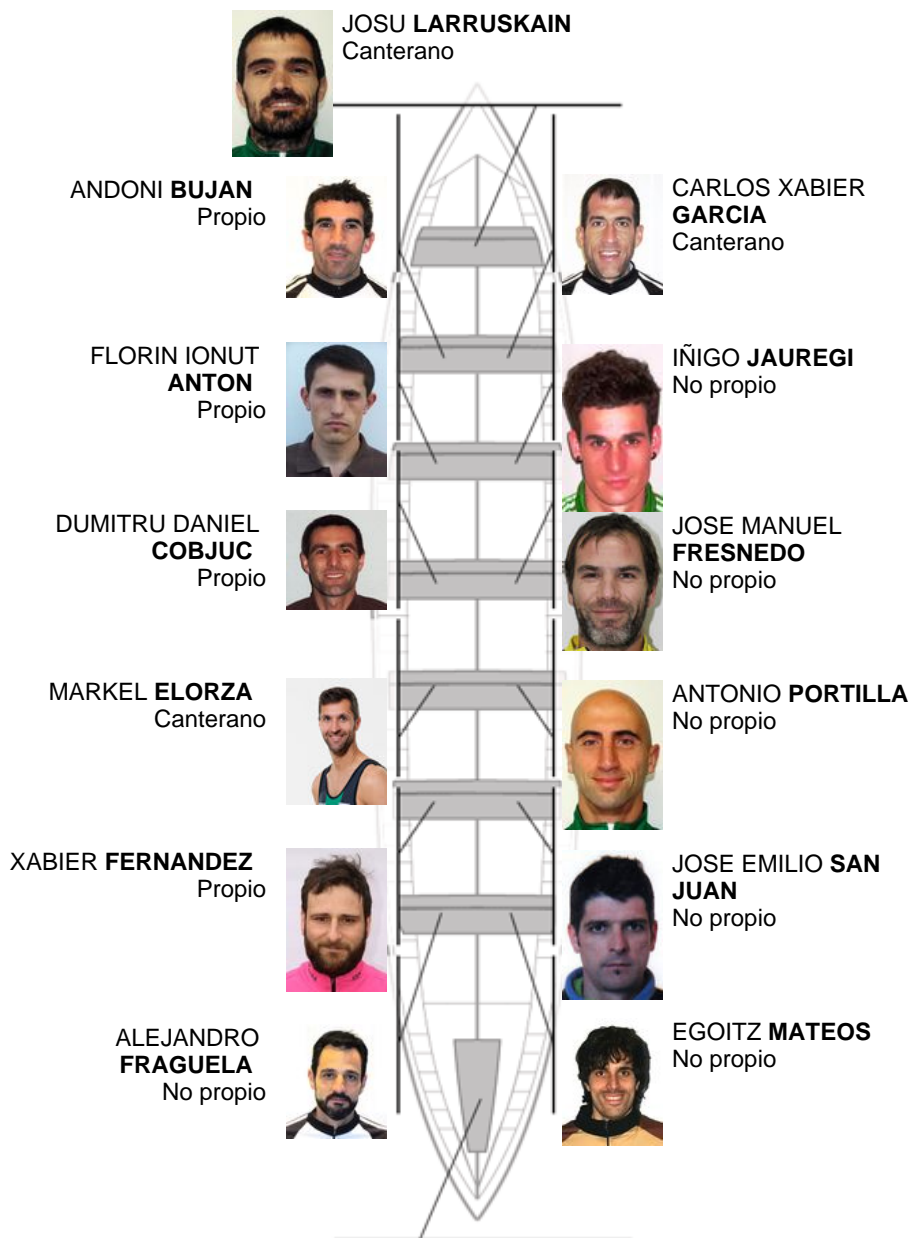 JOSU LARRUSKAIN
Canterano
ANDONI BUJAN
Propio
CARLOS XABIER
GARCIA
Canterano
FLORIN IONUT
ANTON
Propio
IÑIGO JAUREGI
No propio
DUMITRU DANIEL
COBJUC
Propio
JOSE MANUEL
FRESNEDO
No propio
MARKEL ELORZA
Canterano
ANTONIO PORTILLA
No propio
XABIER FERNANDEZ
Propio
JOSE EMILIO SAN
JUAN
No propio
ALEJANDRO
FRAGUELA
No propio
EGOITZ MATEOS
No propio